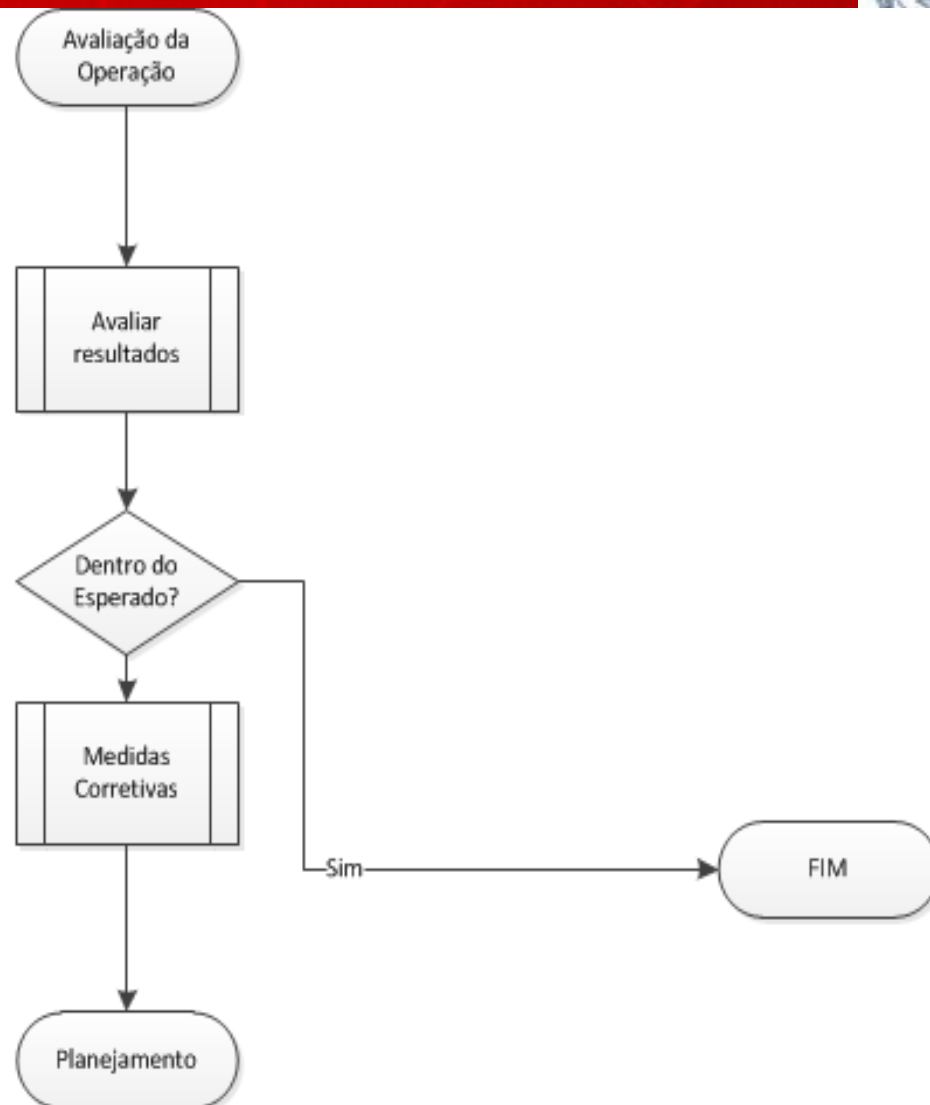 Avaliação da
Operação
Avaliar
resultados
Dentro do
Esperado?
Medidas
Corretivas
Sim
FIM
Planejamento